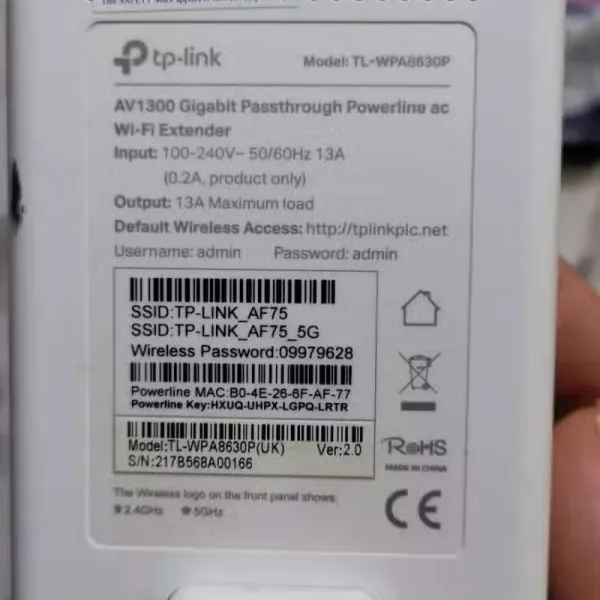 tp-link Model: TL-WPA8630P
AV1300 Gigabit Passthrough Powerline ac
Wi-Fi Extender
Input: 100-240V~ 50/60Hz 13A
(0.2A, product only)
Output: 13A Maximum load
Default Wireless Access: http://tplinkplc.net
Username: admin Password: admin
SSID:TP-LINK_AF75
SSID:TP-LINK_AF75_5G
Wireless Password:09979628
Powerline MAC:B0-4E-26-6F-AF-77
Powerline Key:HXUQ-UHPX-LGPQ-LRTR
Model:TL-WPA8630P(UK) Ver:2.0
S/N:217B568A00166
RoHS
MADE IN CHINA
The Wireless logo on the front panel shows:
2.4GHz 5GHz
CE